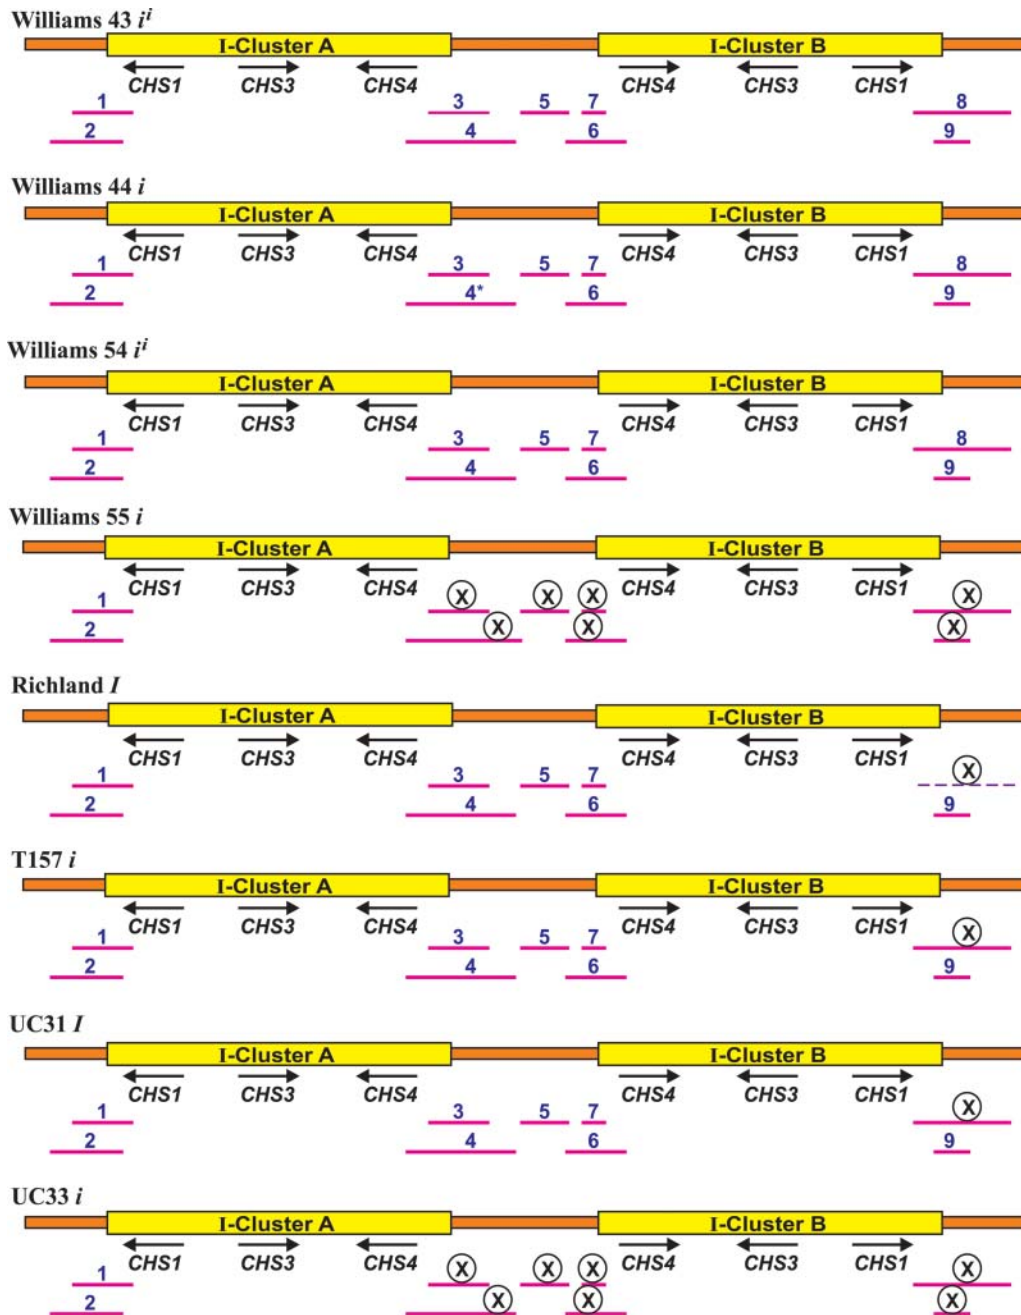 Williams 43 i^i
I-Cluster A I-Cluster B
CHS1 CHS3 CHS4 CHS4 CHS3 CHS1
1 3 5 7 8
2 4 6 9
Williams 44 i
I-Cluster A I-Cluster B
CHS1 CHS3 CHS4 CHS4 CHS3 CHS1
1 3 5 7 8
2 4* 6 9
Williams 54 i^i
I-Cluster A I-Cluster B
CHS1 CHS3 CHS4 CHS4 CHS3 CHS1
1 3 5 7 8
2 4 6 9
Williams 55 i
I-Cluster A I-Cluster B
CHS1 CHS3 CHS4 CHS4 CHS3 CHS1
1 X X X X
2 X X X
Richland I
I-Cluster A I-Cluster B
CHS1 CHS3 CHS4 CHS4 CHS3 CHS1
1 3 5 7 X
2 4 6 9
T157 i
I-Cluster A I-Cluster B
CHS1 CHS3 CHS4 CHS4 CHS3 CHS1
1 3 5 7 X
2 4 6 9
UC31 I
I-Cluster A I-Cluster B
CHS1 CHS3 CHS4 CHS4 CHS3 CHS1
1 3 5 7 X
2 4 6 9
UC33 i
I-Cluster A I-Cluster B
CHS1 CHS3 CHS4 CHS4 CHS3 CHS1
1 X X X X
2 X X X